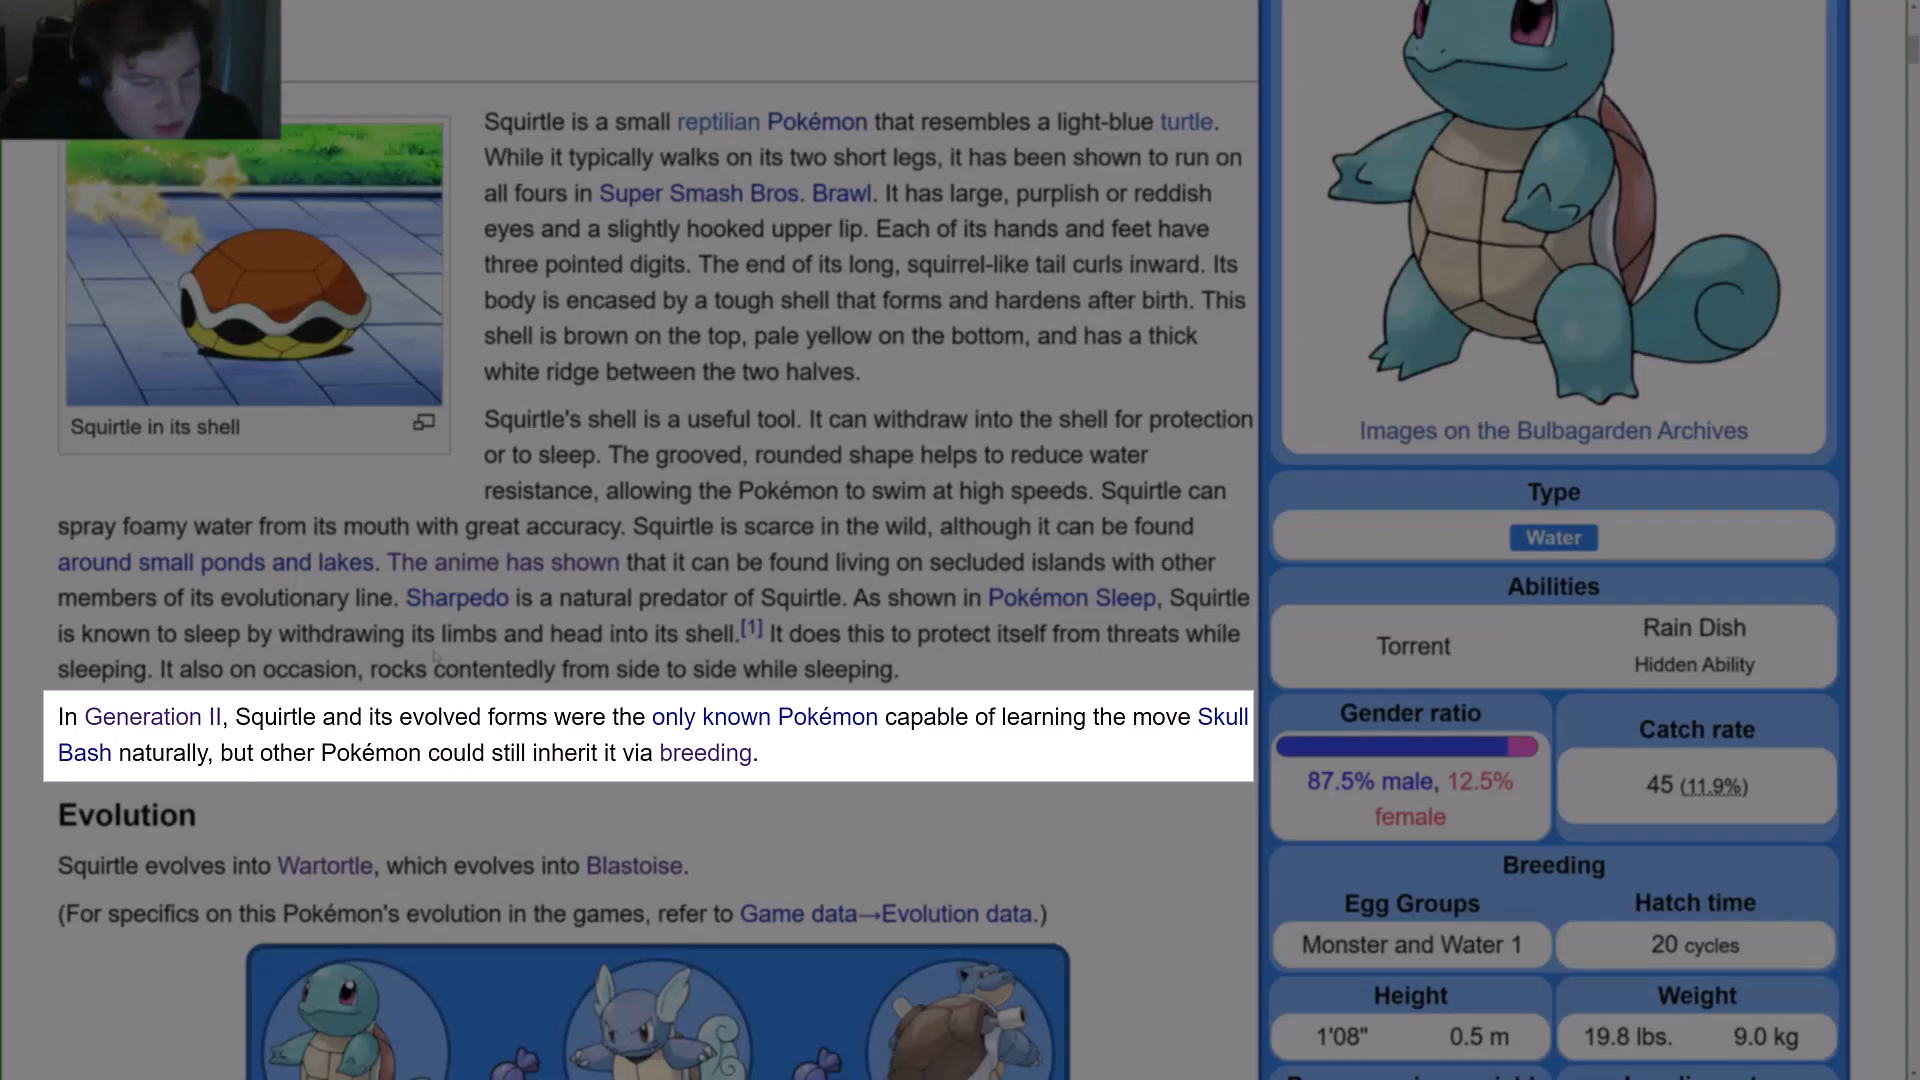 Squirtle is a small reptilian Pokémon that resembles a light-blue turtle.
While it typically walks on its two short legs, it has been shown to run on
all fours in Super Smash Bros. Brawl. It has large, purplish or reddish
eyes and a slightly hooked upper lip. Each of its hands and feet have
three pointed digits. The end of its long, squirrel-like tail curls inward. Its
body is encased by a tough shell that forms and hardens after birth. This
shell is brown on the top, pale yellow on the bottom, and has a thick
white ridge between the two halves.
Squirtle in its shell
Squirtle's shell is a useful tool. It can withdraw into the shell for protection
or to sleep. The grooved, rounded shape helps to reduce water
resistance, allowing the Pokémon to swim at high speeds. Squirtle can
spray foamy water from its mouth with great accuracy. Squirtle is scarce in the wild, although it can be found
around small ponds and lakes. The anime has shown that it can be found living on secluded islands with other
members of its evolutionary line. Sharpedo is a natural predator of Squirtle. As shown in Pokémon Sleep, Squirtle
is known to sleep by withdrawing its limbs and head into its shell.[1] It does this to protect itself from threats while
sleeping. It also on occasion, rocks contentedly from side to side while sleeping.
In Generation II, Squirtle and its evolved forms were the only known Pokémon capable of learning the move Skull
Bash naturally, but other Pokémon could still inherit it via breeding.
Evolution
Squirtle evolves into Wartortle, which evolves into Blastoise.
(For specifics on this Pokémon's evolution in the games, refer to Game data→Evolution data.)
Images on the Bulbagarden Archives
Type
Water
Abilities
Torrent
Rain Dish
Hidden Ability
Gender ratio
87.5% male, 12.5%
female
Catch rate
45 (11.9%)
Breeding
Egg Groups
Monster and Water 1
Hatch time
20 cycles
Height
1'08" 0.5 m
Weight
19.8 lbs. 9.0 kg